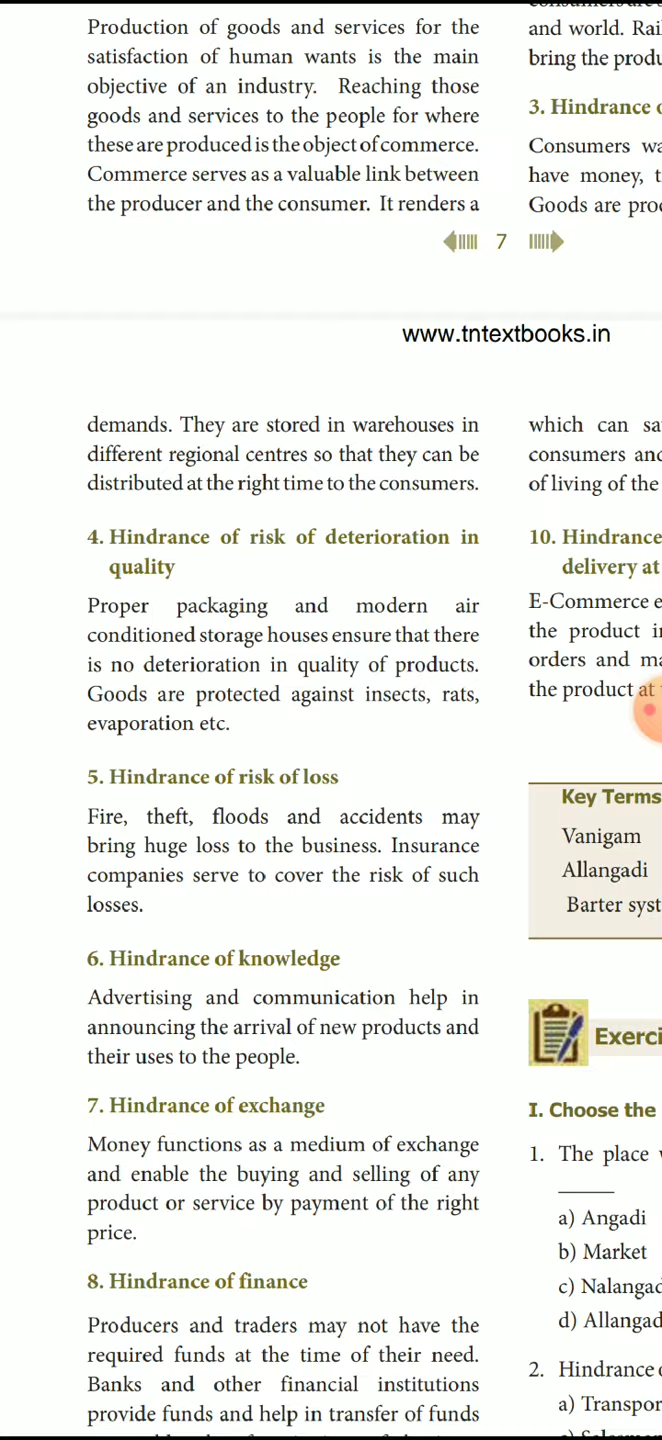 Production of goods and services for the
satisfaction of human wants is the main
objective of an industry. Reaching those
goods and services to the people for where
these are produced is the object of commerce.
Commerce serves as a valuable link between
the producer and the consumer. It renders a
and world.
bring the
3. Hindrance
Consumers
have money,
Goods are
7
www.tntextbooks.in
demands. They are stored in warehouses in
different regional centres so that they can be
distributed at the right time to the consumers.
4. Hindrance of risk of deterioration in
quality
Proper packaging and modern air
conditioned storage houses ensure that there
is no deterioration in quality of products.
Goods are protected against insects, rats,
evaporation etc.
5. Hindrance of risk of loss
Fire, theft, floods and accidents may
bring huge loss to the business. Insurance
companies serve to cover the risk of such
losses.
6. Hindrance of knowledge
Advertising and communication help in
announcing the arrival of new products and
their uses to the people.
7. Hindrance of exchange
Money functions as a medium of exchange
and enable the buying and selling of any
product or service by payment of the right
price.
8. Hindrance of finance
Producers and traders may not have the
required funds at the time of their need.
Banks and other financial institutions
provide funds and help in transfer of funds
which can
consumers
of living of the
10. Hindrance
delivery at
E-Commerce
the product
orders and
the product at
Key Terms
Vanigam
Allangadi
Barter
I. Choose the
1. The place
a) Angadi
b) Market
c)
d)
2. Hindrance
a)